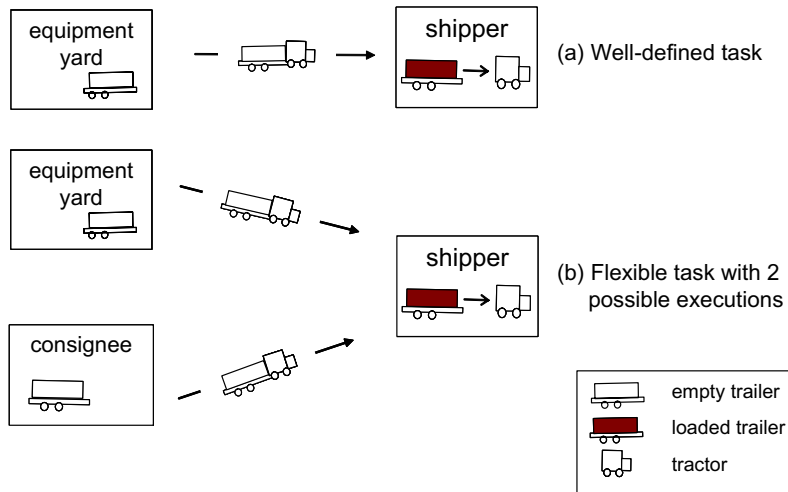 equipment
yard
shipper
(a) Well-defined task
equipment
yard
shipper
(b) Flexible task with 2
possible executions
consignee
empty trailer
loaded trailer
tractor